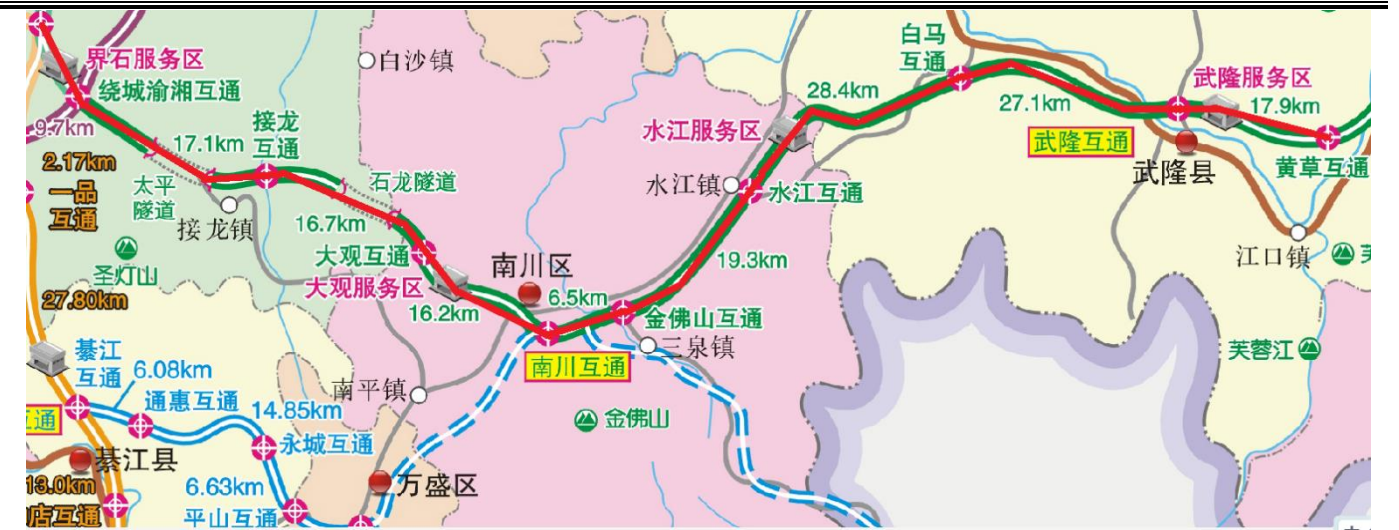 界石服务区
绕城渝湘互通
9.7km
2.17km
一品
互通
17.1km
接龙
互通
太平
隧道
接龙镇
圣灯山
27.80km
白沙镇
石龙隧道
16.7km
大观互通
大观服务区
16.2km
南川区
6.5km
南川互通
金佛山互通
三泉镇
19.3km
水江服务区
水江镇
水江互通
28.4km
白马
互通
27.1km
武隆服务区
17.9km
武隆互通
武隆县
黄草互通
江口镇
芙蓉江
金佛山
南平镇
万盛区
綦江
互通
6.08km
通惠互通
14.85km
永城互通
互通
綦江县
13.0km
店互通
6.63km
平山互通